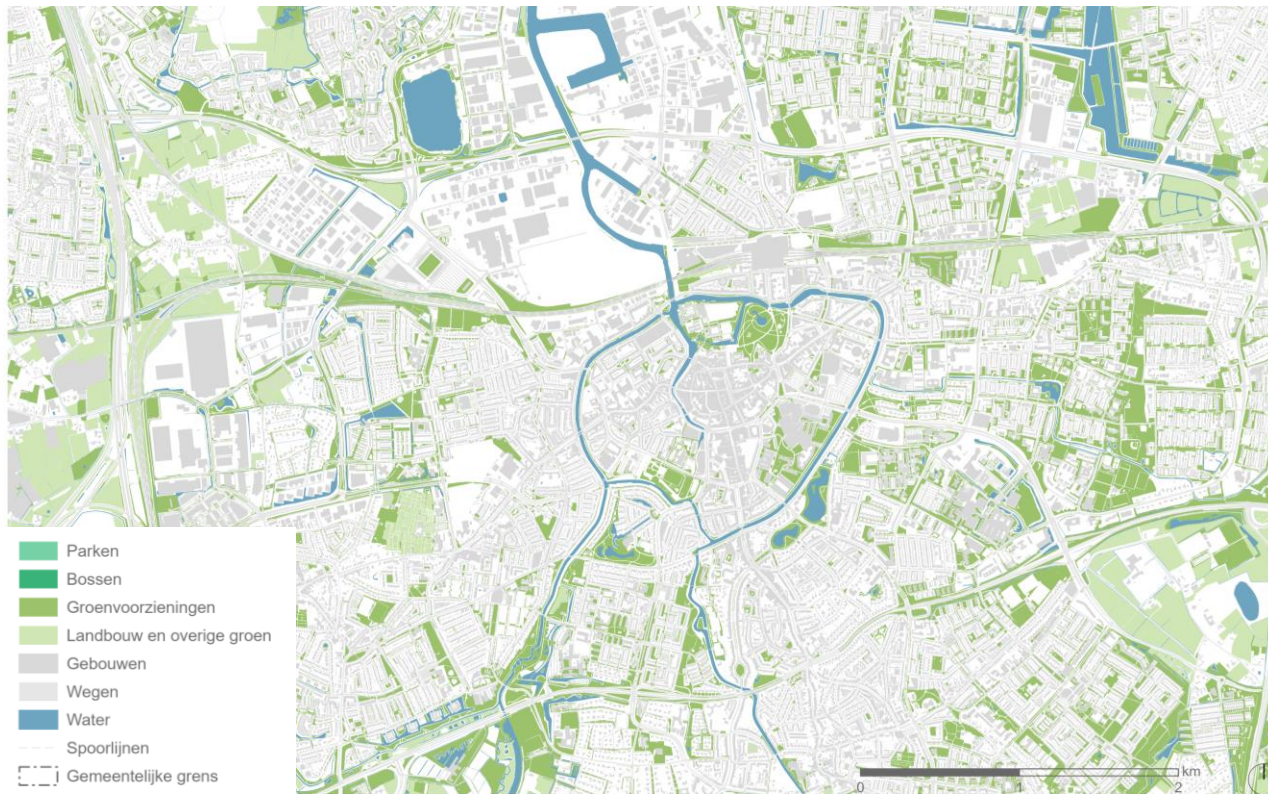 Parken
Bossen
Groenvoorzieningen
Landbouw en overige groen
Gebouwen
Wegen
Water
Spoorlijnen
Gemeentelijke grens
km
0
1
2